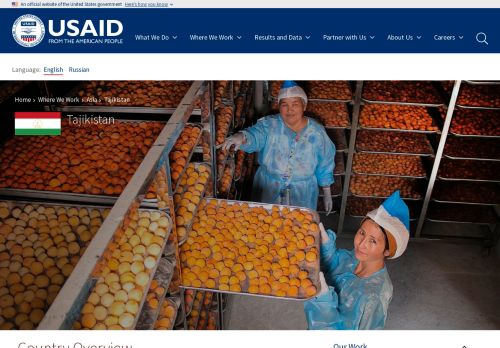 An official website of the United States government Here's how you know
USAID
FROM THE AMERICAN PEOPLE
What We Do
Where We Work
Results and Data
Partner with Us
About Us
Careers
Language: English Russian
Home › Where We Work › Asia › Tajikistan
Tajikistan
Country Overview
Our Work